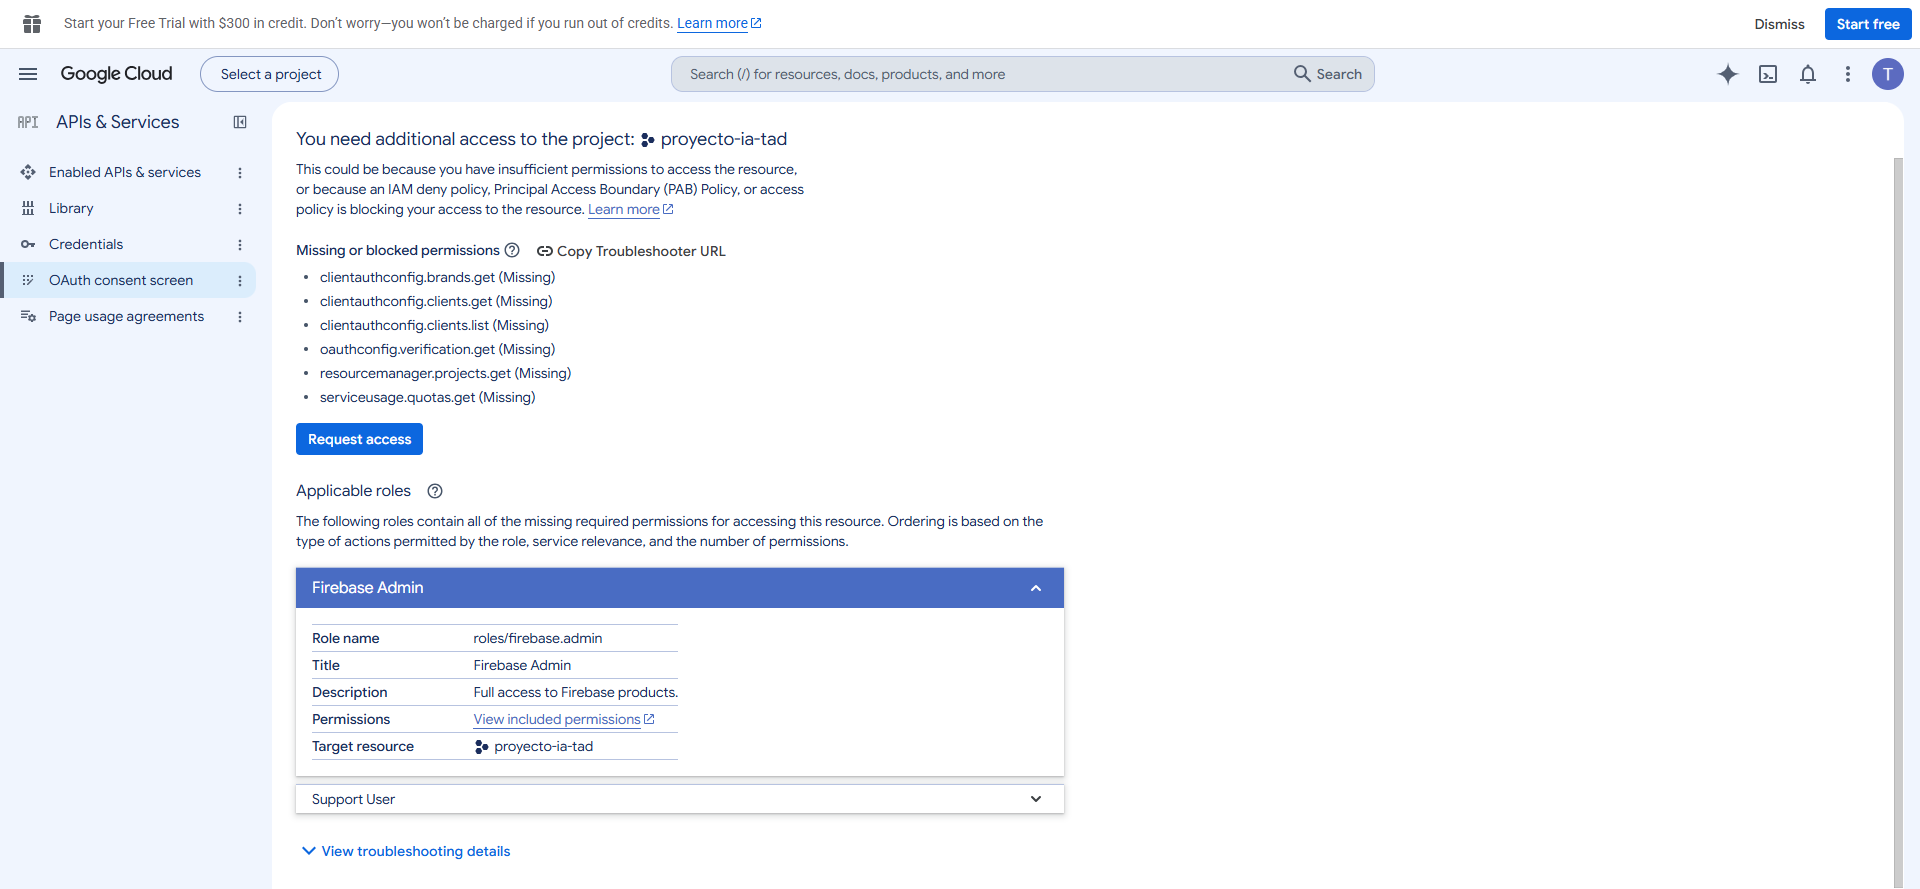 Start your Free Trial with $300 in credit. Don't worry—you won't be charged if you run out of credits. Learn more
Dismiss
Start free
Google Cloud
Select a project
Search (/) for resources, docs, products, and more
Search
T
API
APIs & Services
Enabled APIs & services
Library
Credentials
OAuth consent screen
Page usage agreements
You need additional access to the project: proyecto-ia-tad
This could be because you have insufficient permissions to access the resource,
or because an IAM deny policy, Principal Access Boundary (PAB) Policy, or access
policy is blocking your access to the resource. Learn more
Missing or blocked permissions
Copy Troubleshooter URL
• clientauthconfig.brands.get (Missing)
• clientauthconfig.clients.get (Missing)
• clientauthconfig.clients.list (Missing)
• oauthconfig.verification.get (Missing)
• resourcemanager.projects.get (Missing)
• serviceusage.quotas.get (Missing)
Request access
Applicable roles
The following roles contain all of the missing required permissions for accessing this resource. Ordering is based on the
type of actions permitted by the role, service relevance, and the number of permissions.
Firebase Admin
Role name roles/firebase.admin
Title Firebase Admin
Description Full access to Firebase products.
Permissions View included permissions
Target resource proyecto-ia-tad
Support User
View troubleshooting details